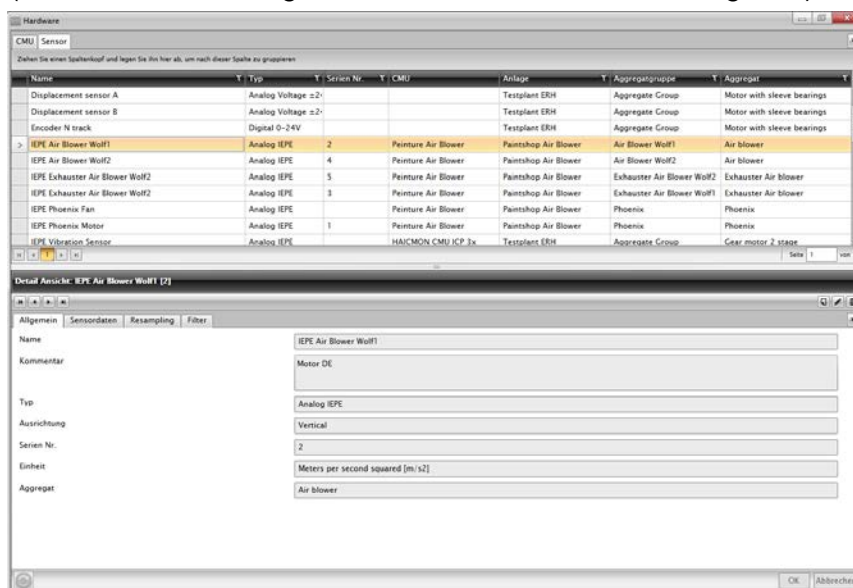 Hardware
CMU Sensor
Ziehen Sie einen Spaltenkopf und legen Sie ihn hier ab, um nach dieser Spalte zu gruppieren
Name Typ Serien Nr. CMU Anlage Aggregatgruppe Aggregat
Displacement sensor A Analog Voltage ±2 Testplant ERH Aggregate Group Motor with sleeve bearings
Displacement sensor B Analog Voltage ±2 Testplant ERH Aggregate Group Motor with sleeve bearings
Encoder N track Digital 0-24V Testplant ERH Aggregate Group Motor with sleeve bearings
> IEPE Air Blower Wolf1 Analog IEPE 2 Peinture Air Blower Paintshop Air Blower Air Blower Wolf1 Air blower
IEPE Air Blower Wolf2 Analog IEPE 4 Peinture Air Blower Paintshop Air Blower Air Blower Wolf2 Air blower
IEPE Exhauster Air Blower Wolf2 Analog IEPE 5 Peinture Air Blower Paintshop Air Blower Exhauster Air Blower Wolf2 Exhauster Air blower
IEPE Exhauster Air Blower Wolf2 Analog IEPE 3 Peinture Air Blower Paintshop Air Blower Exhauster Air Blower Wolf1 Exhauster Air blower
IEPE Phoenix Fan Analog IEPE Peinture Air Blower Paintshop Air Blower Phoenix Phoenix
IEPE Phoenix Motor Analog IEPE 1 Peinture Air Blower Paintshop Air Blower Phoenix Phoenix
IEPE Vibration Sensor Analog IEPE HAICMON CMU ICP 3x Testplant ERH Aggregate Group Gear motor 2 stage
1 Seite 1 von
Detail Ansicht: IEPE Air Blower Wolf1 [2]
Allgemein Sensordaten Resampling Filter
Name IEPE Air Blower Wolf1
Kommentar Motor DE
Typ Analog IEPE
Ausrichtung Vertical
Serien Nr. 2
Einheit Meters per second squared [m/s2]
Aggregat Air blower
OK Abbreche